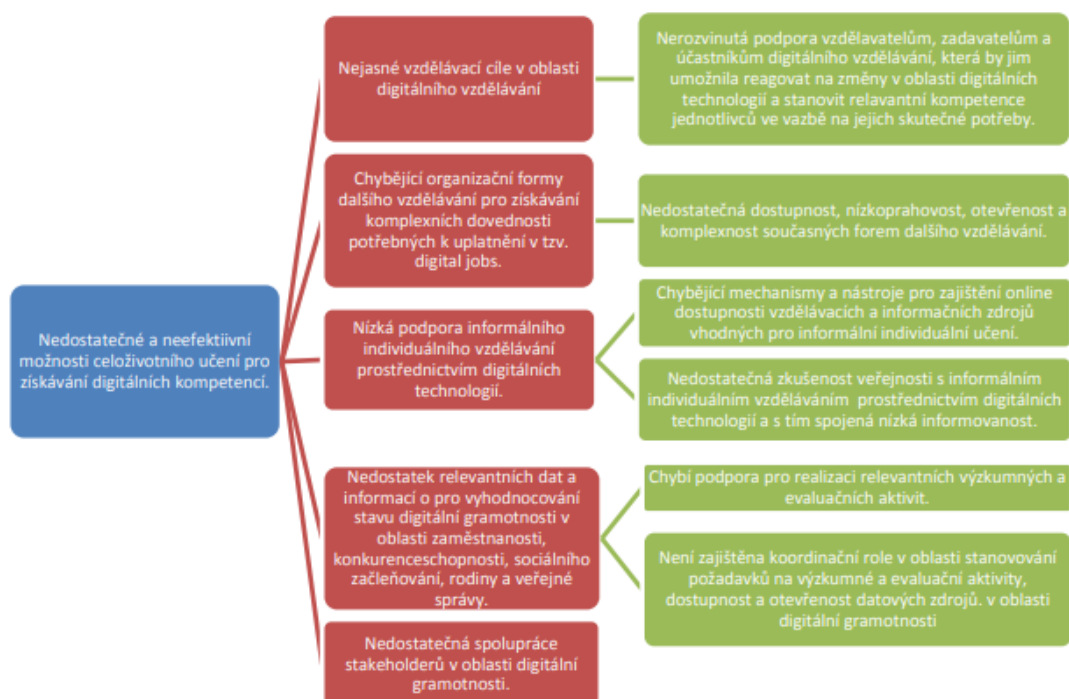 Nedostatečné a neefektiivní
možnosti celoživotního učení pro
získávání digitálních kompetencí.
Nejasné vzdělávací cíle v oblasti
digitálního vzdělávání
Nerozvinutá podpora vzdělavatelům, zadavatelům a
účastníkům digitálního vzdělávání, která by jim
umožnila reagovat na změny v oblasti digitálních
technologií a stanovit relavantní kompetence
jednotlivců ve vazbě na jejich skutečné potřeby.
Chybějící organizační formy
dalšího vzdělávání pro získávání
komplexních dovednosti
potřebných k uplatnění v tzv.
digital jobs.
Nedostatečná dostupnost, nízkoprahovost, otevřenost a
komplexnost současných forem dalšího vzdělávání.
Nízká podpora informálního
individuálního vzdělávání
prostřednictvím digitálních
technologií.
Chybějící mechanismy a nástroje pro zajištění online
dostupnosti vzdělávacích a informačních zdrojů
vhodných pro informální individuální učení.
Nedostatečná zkušenost veřejnosti s informálním
individuálním vzděláváním prostřednictvím digitálních
technologií a s tím spojená nízká informovanost.
Nedostatek relevantních dat a
informací o pro vyhodnocování
stavu digitální gramotnosti v
oblasti zaměstnanosti,
konkurenceschopnosti, sociálního
začleňování, rodiny a veřejné
správy.
Chybí podpora pro realizaci relevantních výzkumných a
evaluačních aktivit.
Není zajištěna koordinační role v oblasti stanovování
požadavků na výzkumné a evaluační aktivity,
dostupnost a otevřenost datových zdrojů. v oblasti
digitální gramotnosti
Nedostatečná spolupráce
stakeholderů v oblasti digitální
gramotnosti.